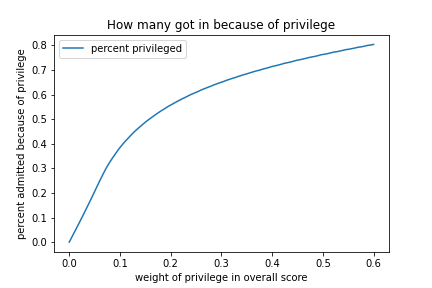 How many got in because of privilege
percent privileged
percent admitted because of privilege
0.8
0.7
0.6
0.5
0.4
0.3
0.2
0.1
0.0
0.0 0.1 0.2 0.3 0.4 0.5 0.6
weight of privilege in overall score